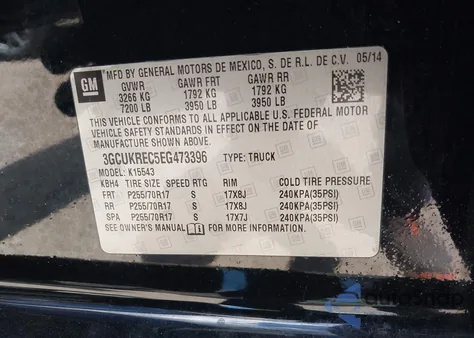 GM MFD BY GENERAL MOTORS DE MEXICO, S. DE R.L. DE C.V. 05/14
GVWR GAWR FRT GAWR RR
3266 KG 1792 KG 1792 KG
7200 LB 3950 LB 3950 LB
THIS VEHICLE CONFORMS TO ALL APPLICABLE U.S. FEDERAL MOTOR
VEHICLE SAFETY STANDARDS IN EFFECT ON THE DATE OF
MANUFACTURE SHOWN ABOVE.
3GCUKREC5EG473396 TYPE: TRUCK
MODEL: K15543
KBH4 TIRE SIZE SPEED RTG RIM COLD TIRE PRESSURE
FRT P255/70R17 S 17X8J 240KPA(35PSI)
RR P255/70R17 S 17X8J 240KPA(35PSI)
SPA P255/70R17 S 17X7J 240KPA(35PSI)
SEE OWNER'S MANUAL FOR MORE INFORMATION.
autoSnap